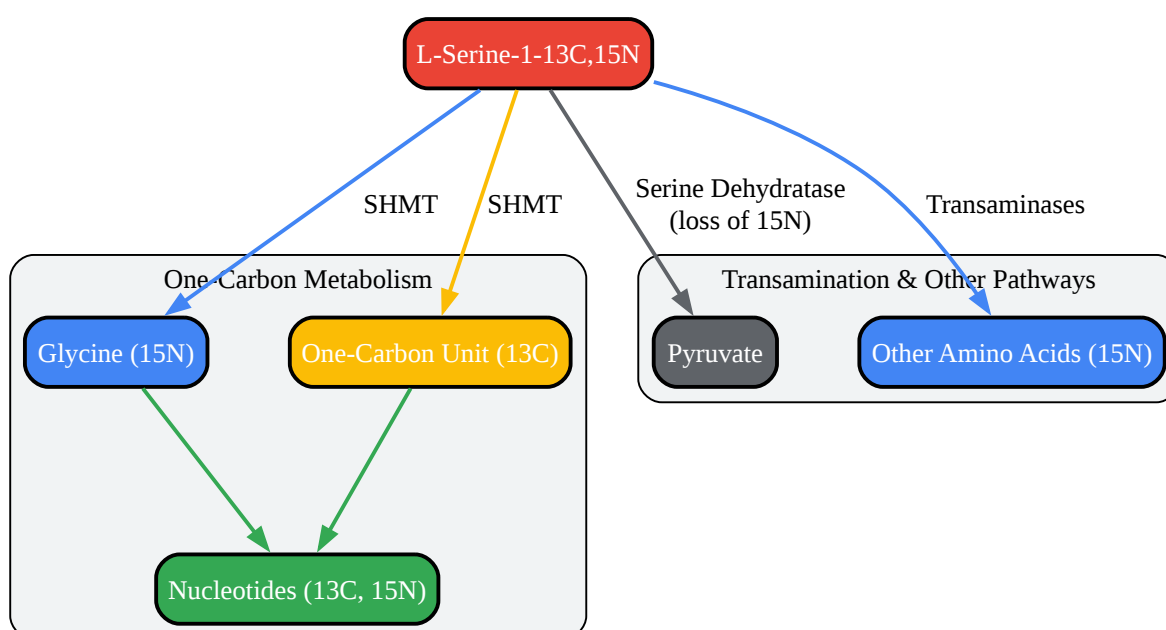 L-Serine-1-13C,15N
SHMT
SHMT
Serine Dehydratase
(loss of 15N)
Transaminases
One-Carbon Metabolism
Transamination & Other Pathways
Glycine (15N)
One-Carbon Unit (13C)
Pyruvate
Other Amino Acids (15N)
Nucleotides (13C, 15N)